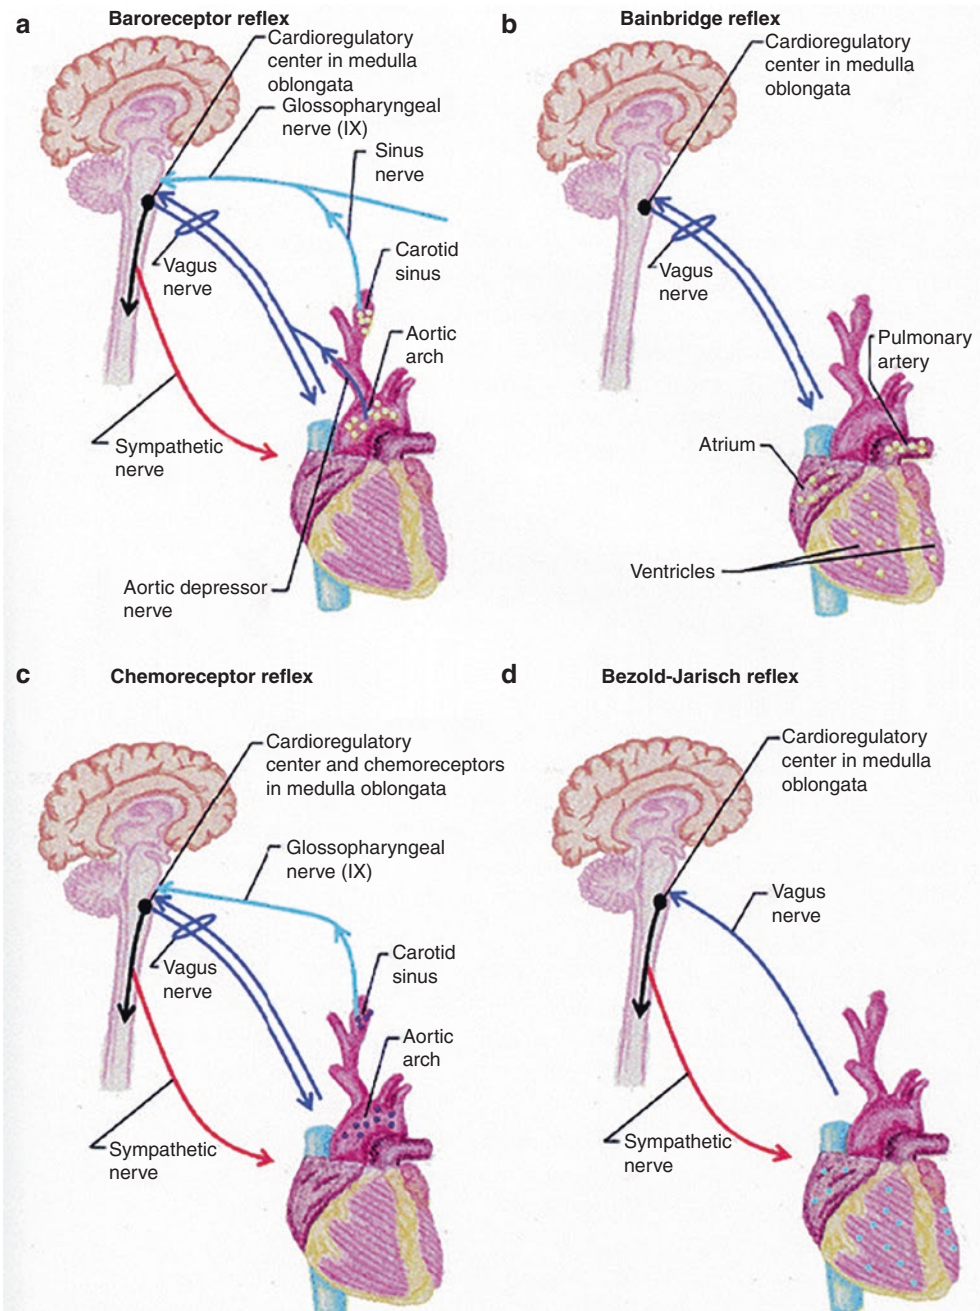 a
Baroreceptor reflex
Cardioregulatory
center in medulla
oblongata
Glossopharyngeal
nerve (IX)
Sinus
nerve
Carotid
sinus
Vagus
nerve
Aortic
arch
Sympathetic
nerve
Aortic depressor
nerve
b
Bainbridge reflex
Cardioregulatory
center in medulla
oblongata
Vagus
nerve
Pulmonary
artery
Atrium
Ventricles
c
Chemoreceptor reflex
Cardioregulatory
center and chemoreceptors
in medulla oblongata
Glossopharyngeal
nerve (IX)
Carotid
sinus
Vagus
nerve
Aortic
arch
Sympathetic
nerve
d
Bezold-Jarisch reflex
Cardioregulatory
center in medulla
oblongata
Vagus
nerve
Sympathetic
nerve